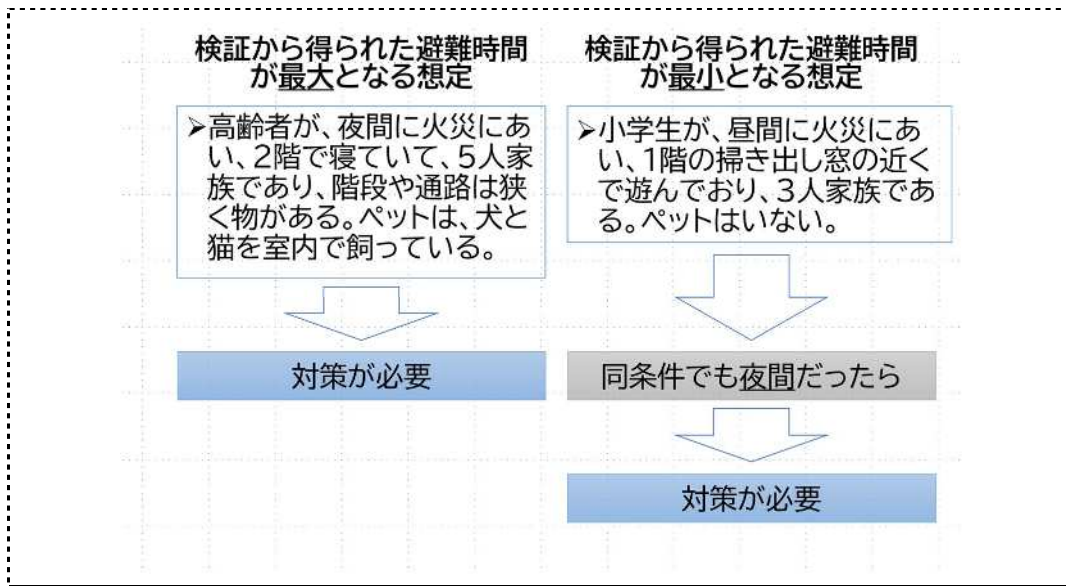 検証から得られた避難時間
が最大となる想定
➢高齢者が、夜間に火災にあ
い、2階で寝ていて、5人家
族であり、階段や通路は狭
く物がある。ペットは、犬と
猫を室内で飼っている。
対策が必要
検証から得られた避難時間
が最小となる想定
➢小学生が、昼間に火災にあ
い、1階の掃き出し窓の近く
で遊んでおり、3人家族であ
る。ペットはいない。
同条件でも夜間だったら
対策が必要